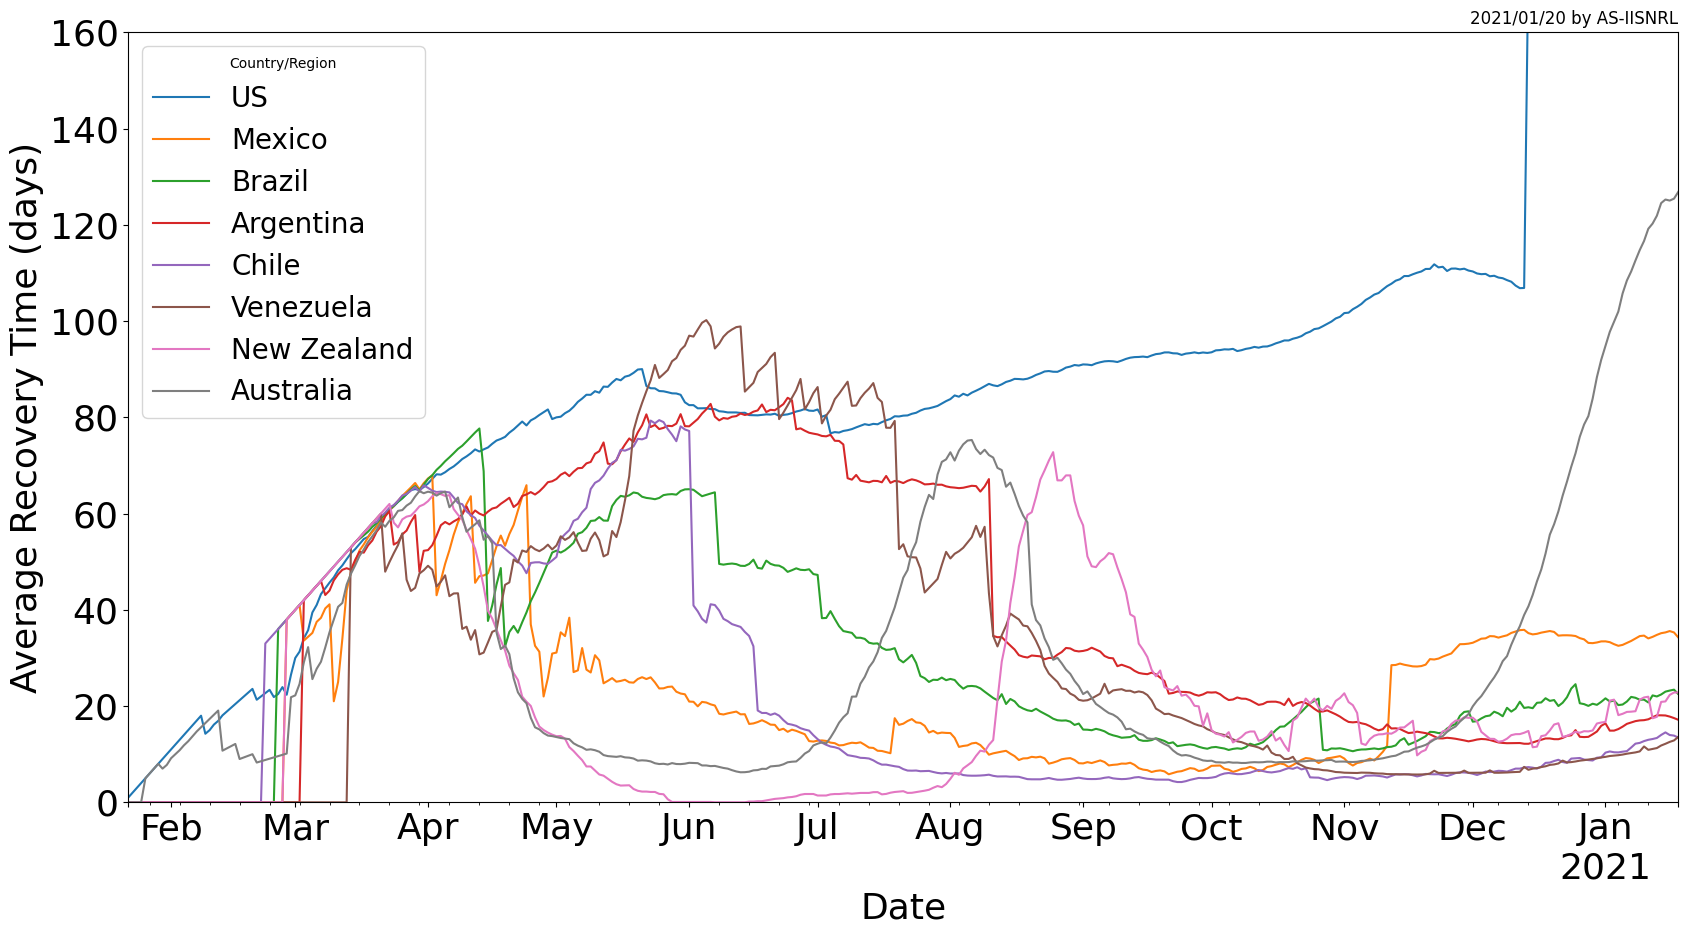 2021/01/20 by AS-IISNRL
160
140
120
100
80
60
40
20
0
Average Recovery Time (days)
Country/Region
US
Mexico
Brazil
Argentina
Chile
Venezuela
New Zealand
Australia
Feb Mar Apr May Jun Jul Aug Sep Oct Nov Dec Jan
2021
Date